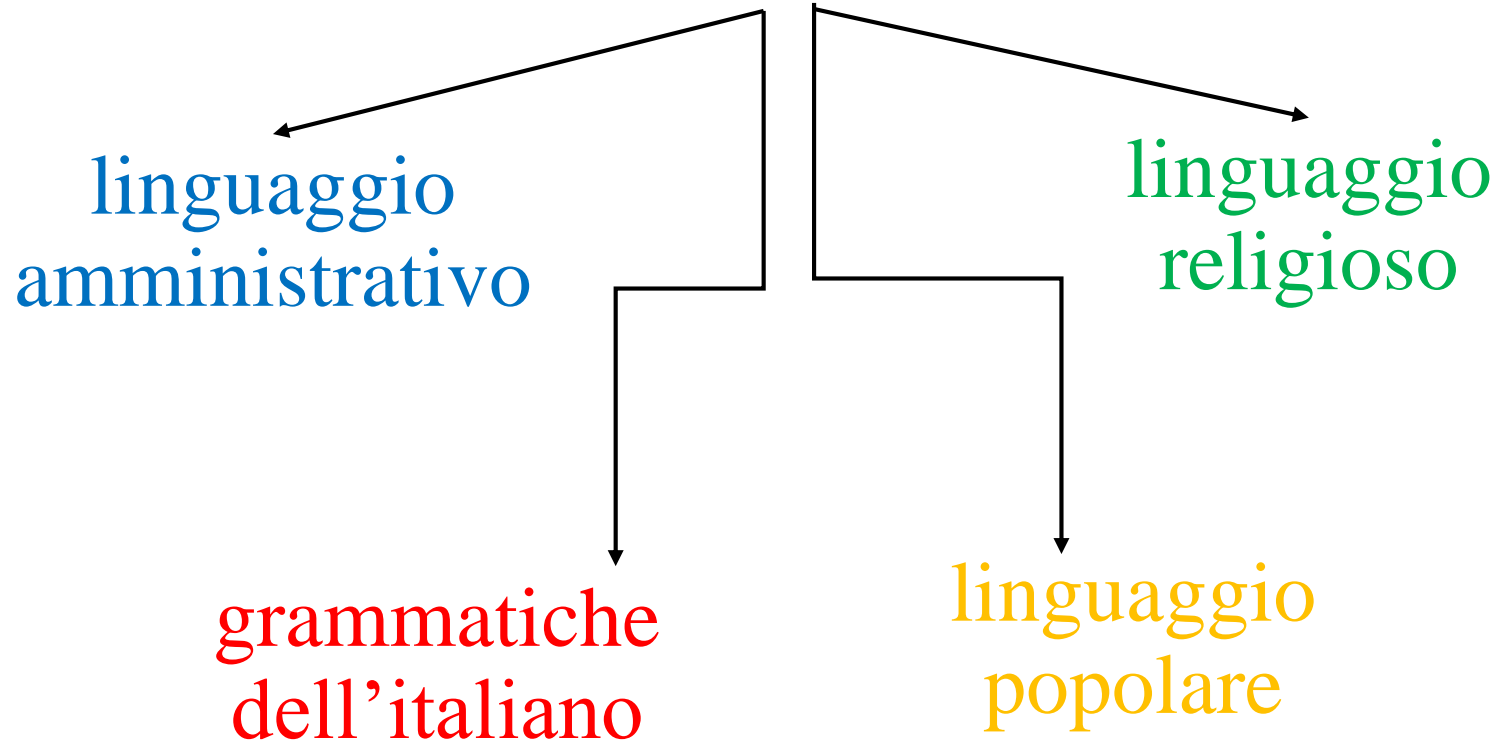 linguaggio
amministrativo
linguaggio
religioso
grammatiche
dell’italiano
linguaggio
popolare